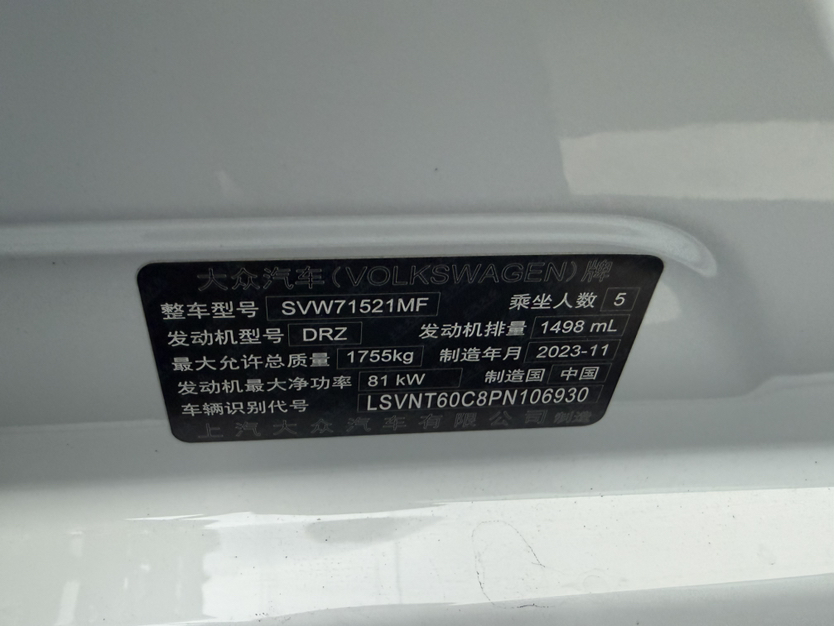 大众汽车(VOLKSWAGEN)牌
整车型号 SVW71521MF 乘坐人数 5
发动机型号 DRZ 发动机排量 1498 mL
最大允许总质量 1755kg 制造年月 2023-11
发动机最大净功率 81 kW 制造国 中国
车辆识别代号 LSVNT60C8PN106930
上汽大众汽车有限公司 制造